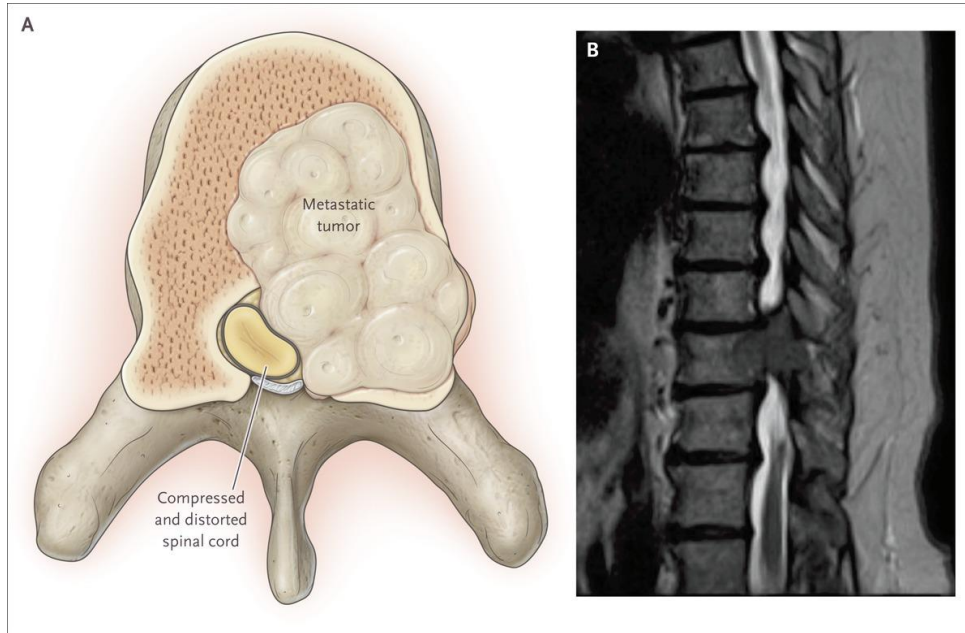 A
B
Metastatic
tumor
Compressed
and distorted
spinal cord